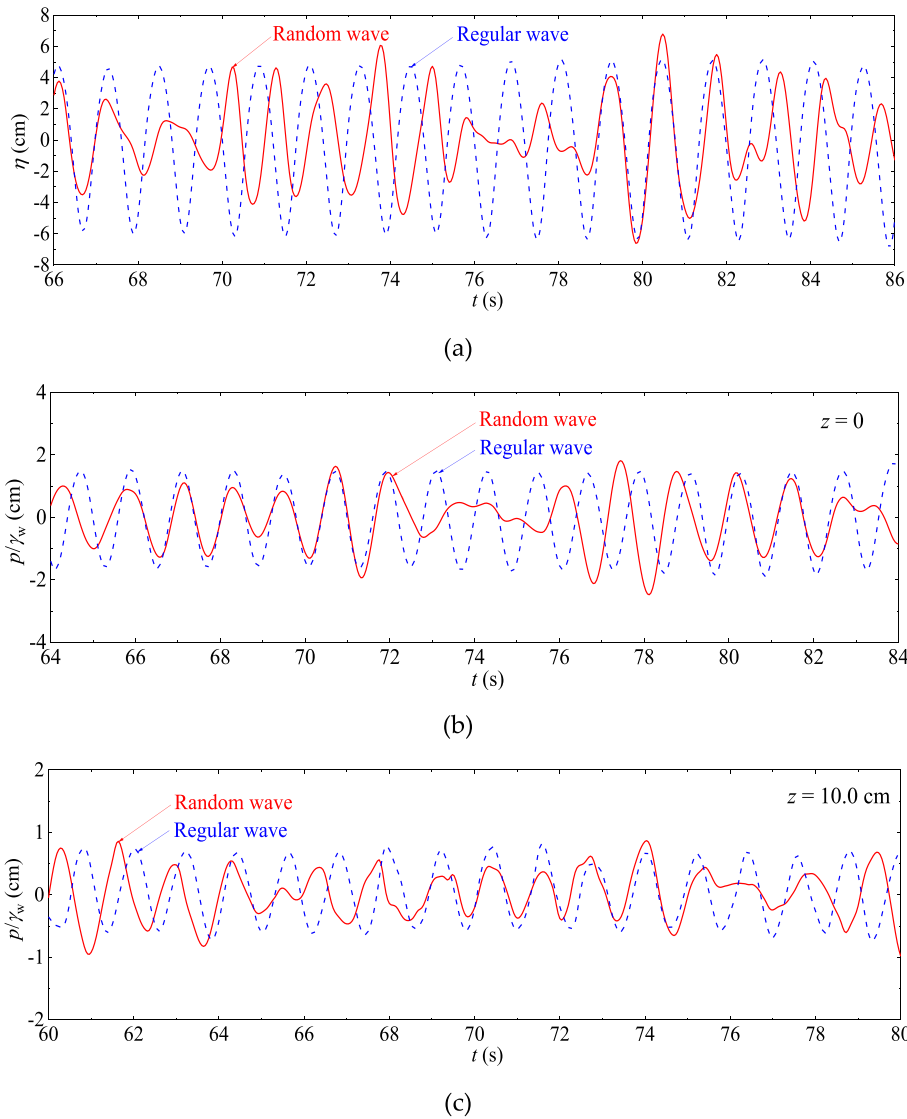 8
6
4
2
0
-2
-4
-6
-8
η (cm)
Random wave
Regular wave
66 68 70 72 74 76 78 80 82 84 86
t (s)
(a)
4
2
0
-2
-4
p/γw (cm)
Random wave
Regular wave
z = 0
64 66 68 70 72 74 76 78 80 82 84
t (s)
(b)
2
1
0
-1
-2
p/γw (cm)
Random wave
Regular wave
z = 10.0 cm
60 62 64 66 68 70 72 74 76 78 80
t (s)
(c)